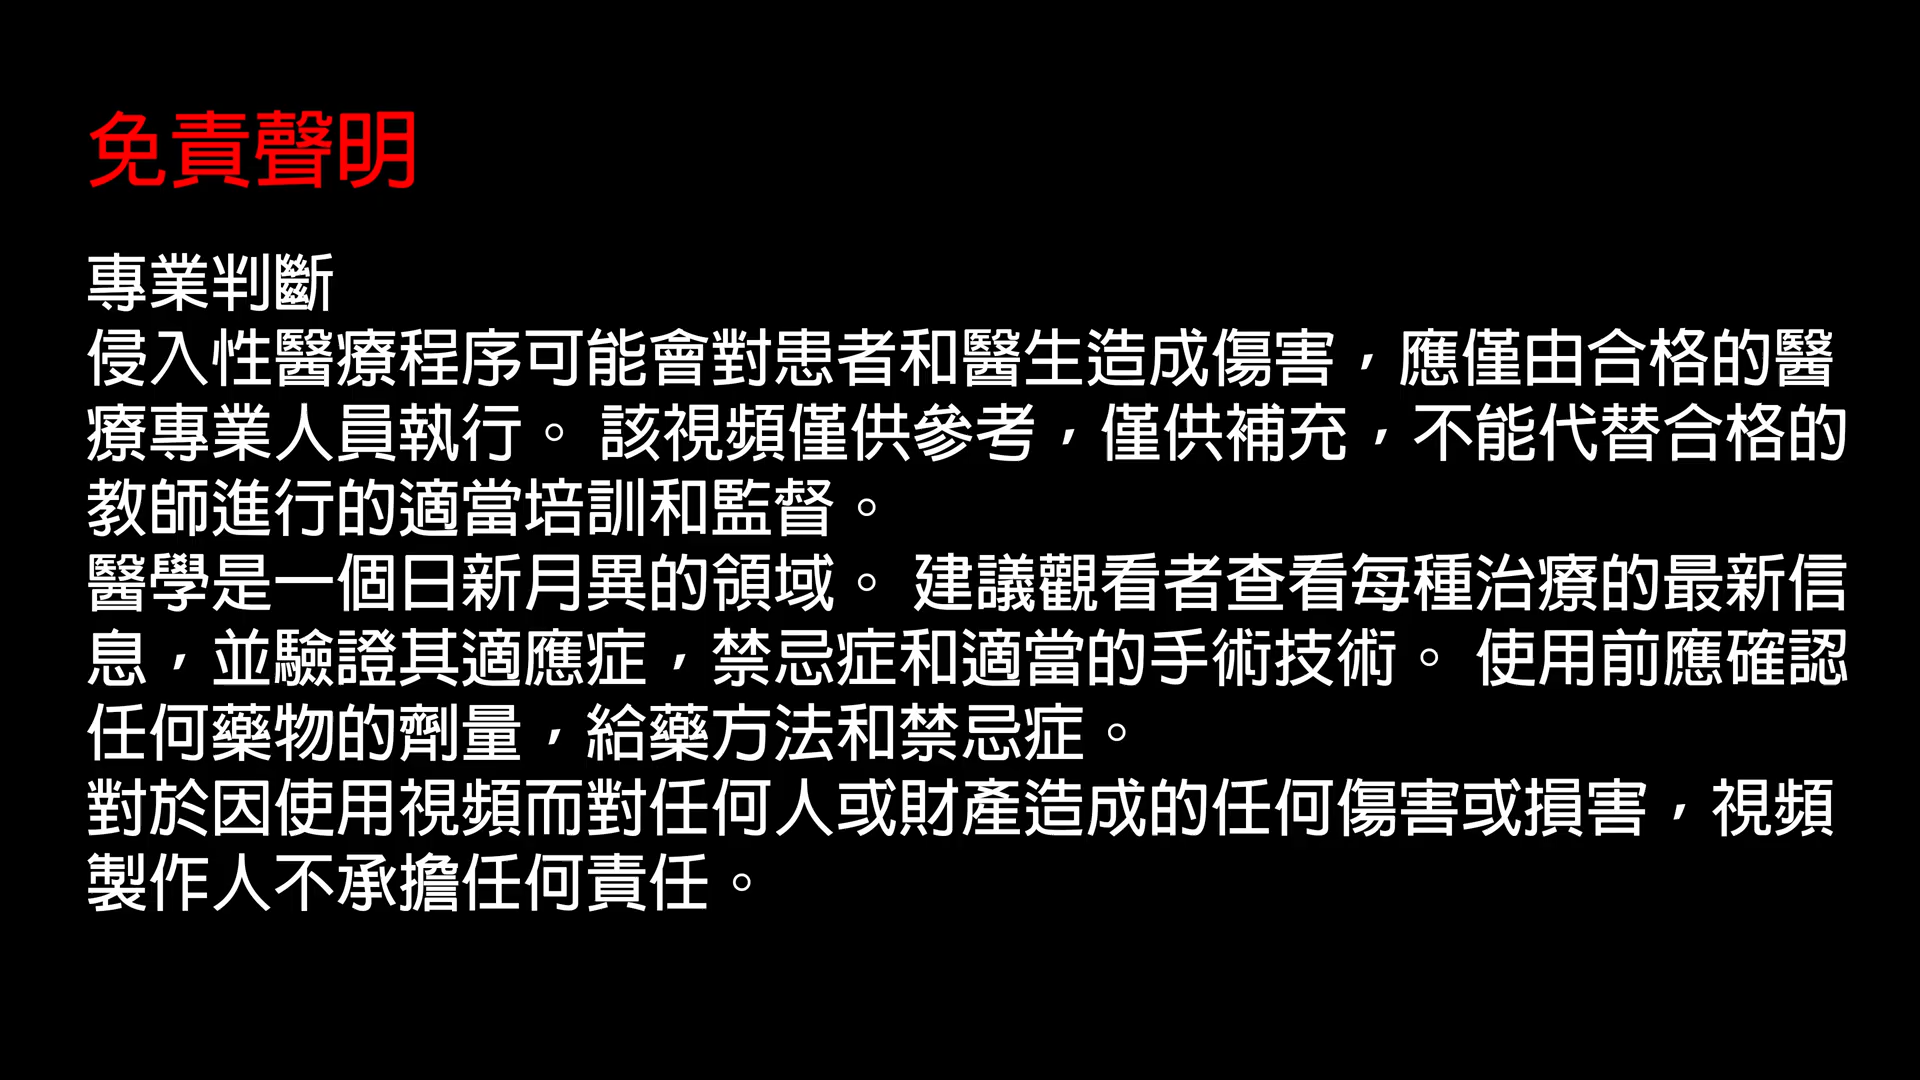 免責聲明
專業判斷
侵入性醫療程序可能會對患者和醫生造成傷害，應僅由合格的醫
療專業人員執行。 該視頻僅供參考，僅供補充，不能代替合格的
教師進行的適當培訓和監督。
醫學是一個日新月異的領域。 建議觀看者查看每種治療的最新信
息，並驗證其適應症，禁忌症和適當的手術技術。 使用前應確認
任何藥物的劑量，給藥方法和禁忌症。
對於因使用視頻而對任何人或財產造成的任何傷害或損害，視頻
製作人不承擔任何責任。